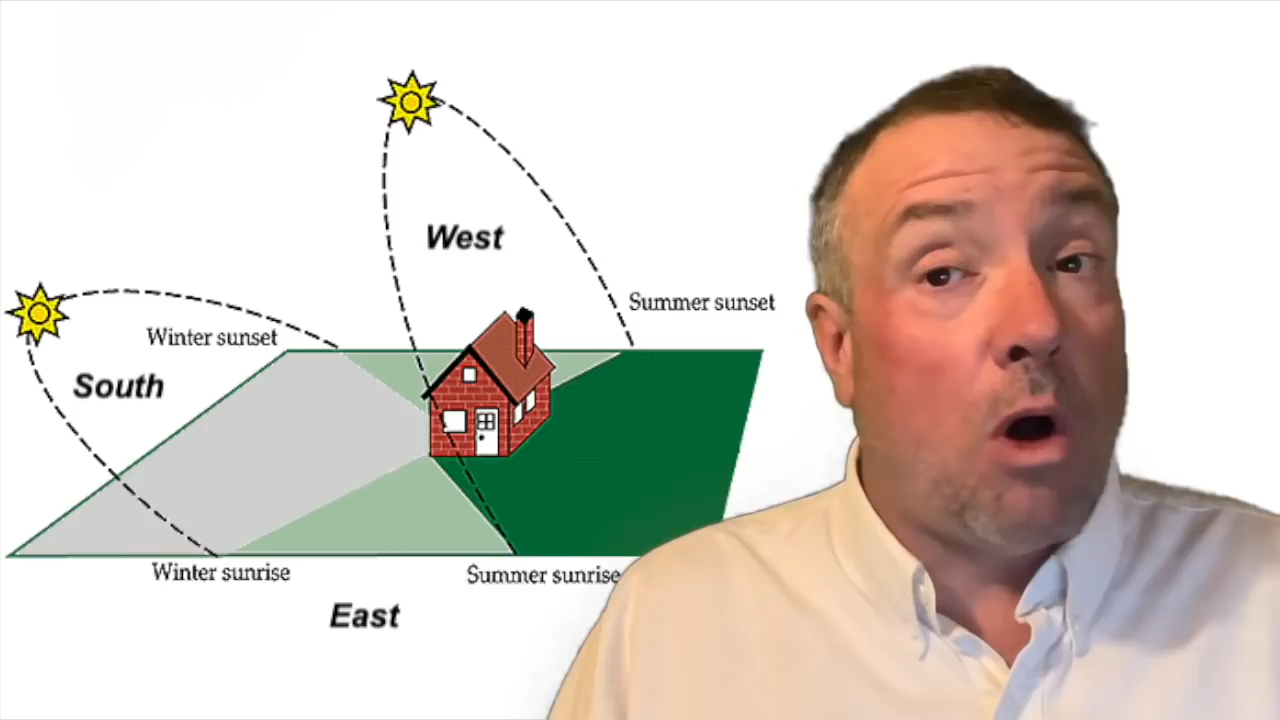 West
Summer sunset
Winter sunset
South
Winter sunrise
Summer sunrise
East